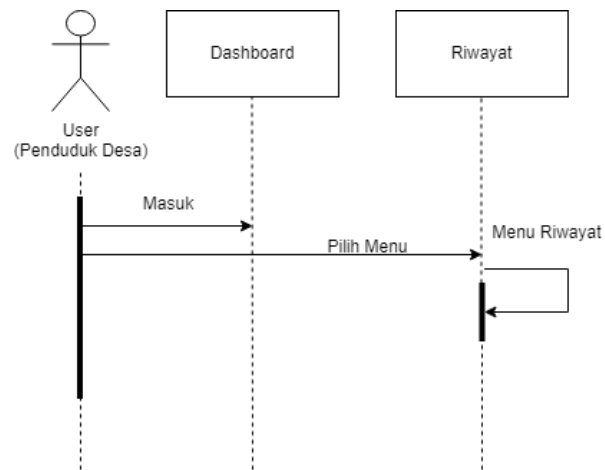 Dashboard
Riwayat
User
(Penduduk Desa)
Masuk
Pilih Menu
Menu Riwayat